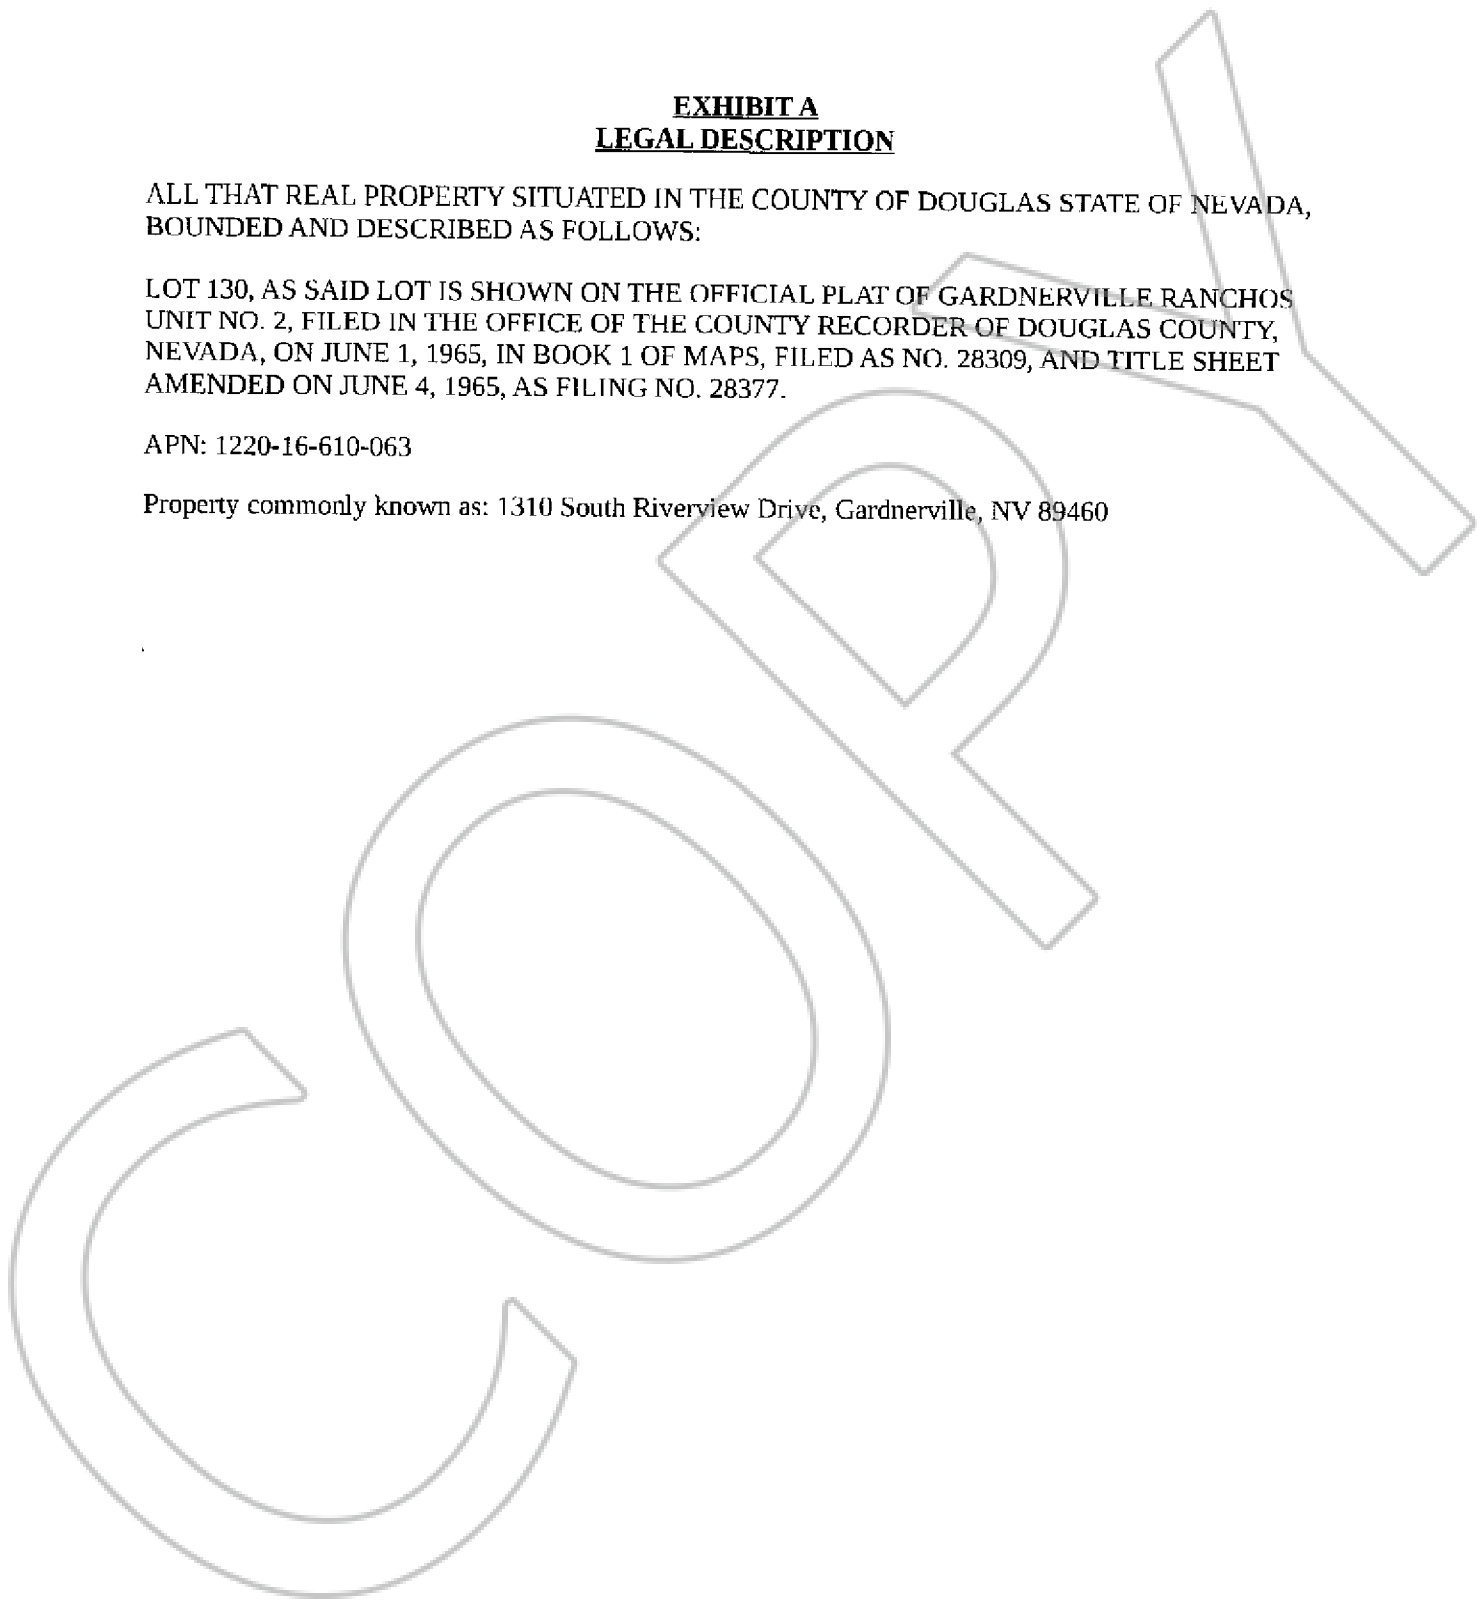 EXHIBIT A
LEGAL DESCRIPTION
ALL THAT REAL PROPERTY SITUATED IN THE COUNTY OF DOUGLAS STATE OF NEVADA,
BOUNDED AND DESCRIBED AS FOLLOWS:
LOT 130, AS SAID LOT IS SHOWN ON THE OFFICIAL PLAT OF GARDNERVILLE RANCHOS
UNIT NO. 2, FILED IN THE OFFICE OF THE COUNTY RECORDER OF DOUGLAS COUNTY,
NEVADA, ON JUNE 1, 1965, IN BOOK 1 OF MAPS, FILED AS NO. 28309, AND TITLE SHEET
AMENDED ON JUNE 4, 1965, AS FILING NO. 28377.
APN: 1220-16-610-063
Property commonly known as: 1310 South Riverview Drive, Gardnerville, NV 89460
COPY